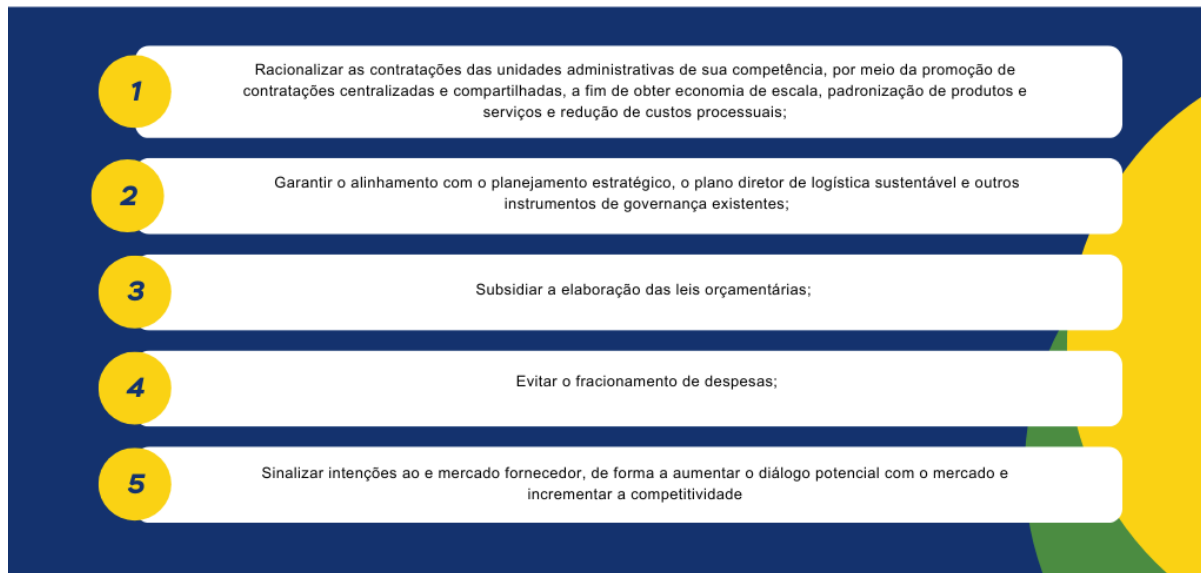 1
Racionalizar as contratações das unidades administrativas de sua competência, por meio da promoção de
contratações centralizadas e compartilhadas, a fim de obter economia de escala, padronização de produtos e
serviços e redução de custos processuais;
2
Garantir o alinhamento com o planejamento estratégico, o plano diretor de logística sustentável e outros
instrumentos de governança existentes;
3
Subsidiar a elaboração das leis orçamentárias;
4
Evitar o fracionamento de despesas;
5
Sinalizar intenções ao e mercado fornecedor, de forma a aumentar o diálogo potencial com o mercado e
incrementar a competitividade